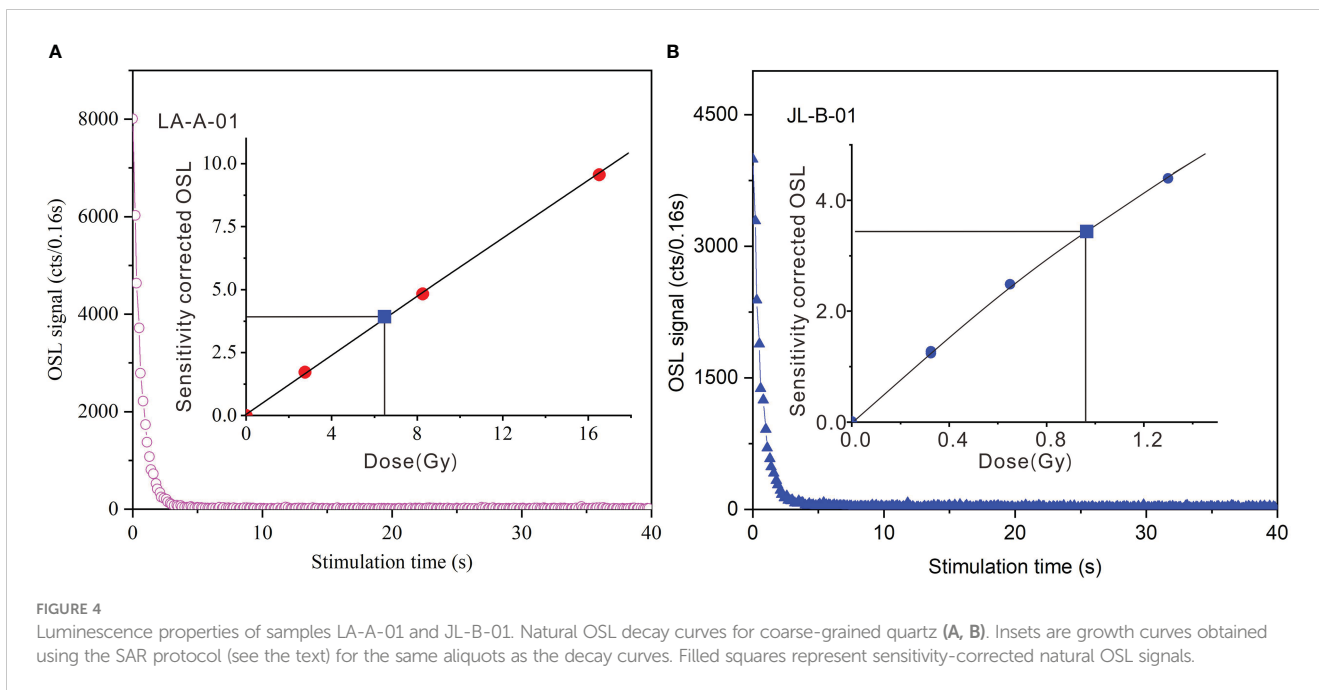 A
B
8000
6000
4000
2000
0
OSL signal (cts/0.16s)
LA-A-01
10.0
7.5
5.0
2.5
0.0
Sensitivity corrected OSL
0 4 8 12 16
Dose(Gy)
0 10 20 30 40
Stimulation time (s)
4500
3000
1500
0
OSL signal (cts/0.16s)
JL-B-01
4.0
2.0
0.0
Sensitivity corrected OSL
0.0 0.4 0.8 1.2
Dose(Gy)
0 10 20 30 40
Stimulation time (s)
FIGURE 4
Luminescence properties of samples LA-A-01 and JL-B-01. Natural OSL decay curves for coarse-grained quartz (A, B). Insets are growth curves obtained
using the SAR protocol (see the text) for the same aliquots as the decay curves. Filled squares represent sensitivity-corrected natural OSL signals.